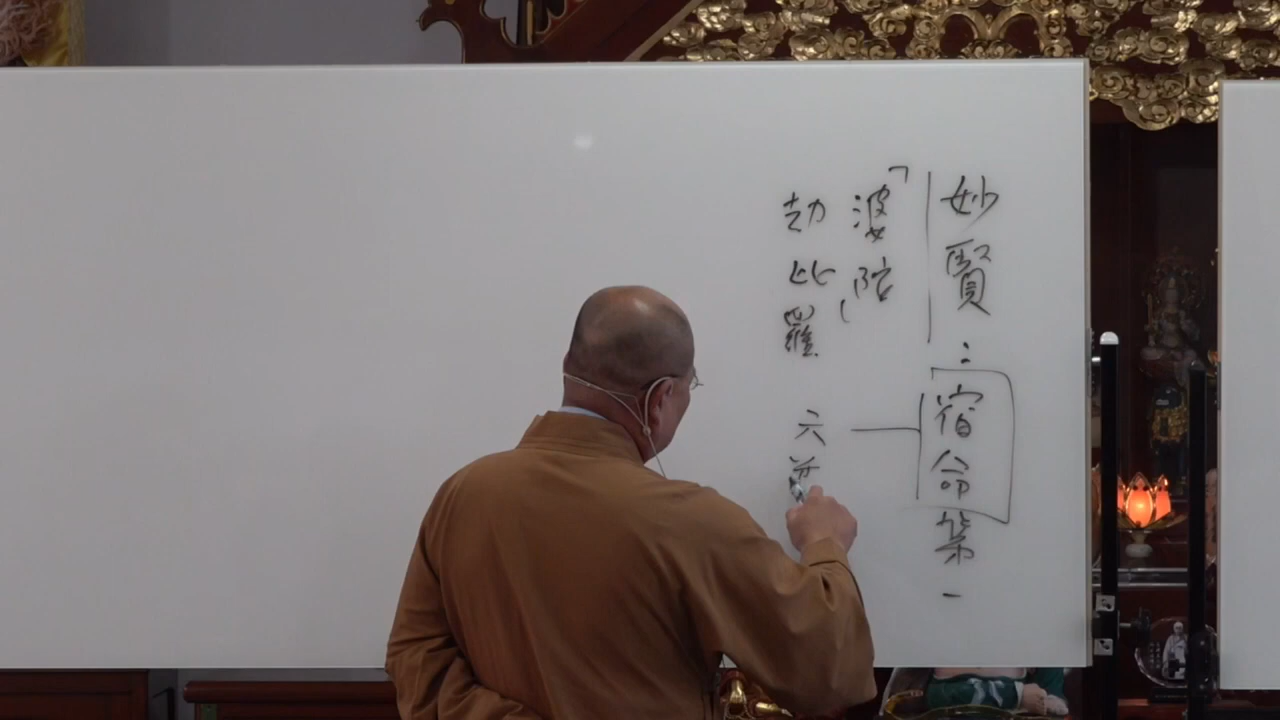 妙賢：宿命第一
「婆陀」
劫比羅
六